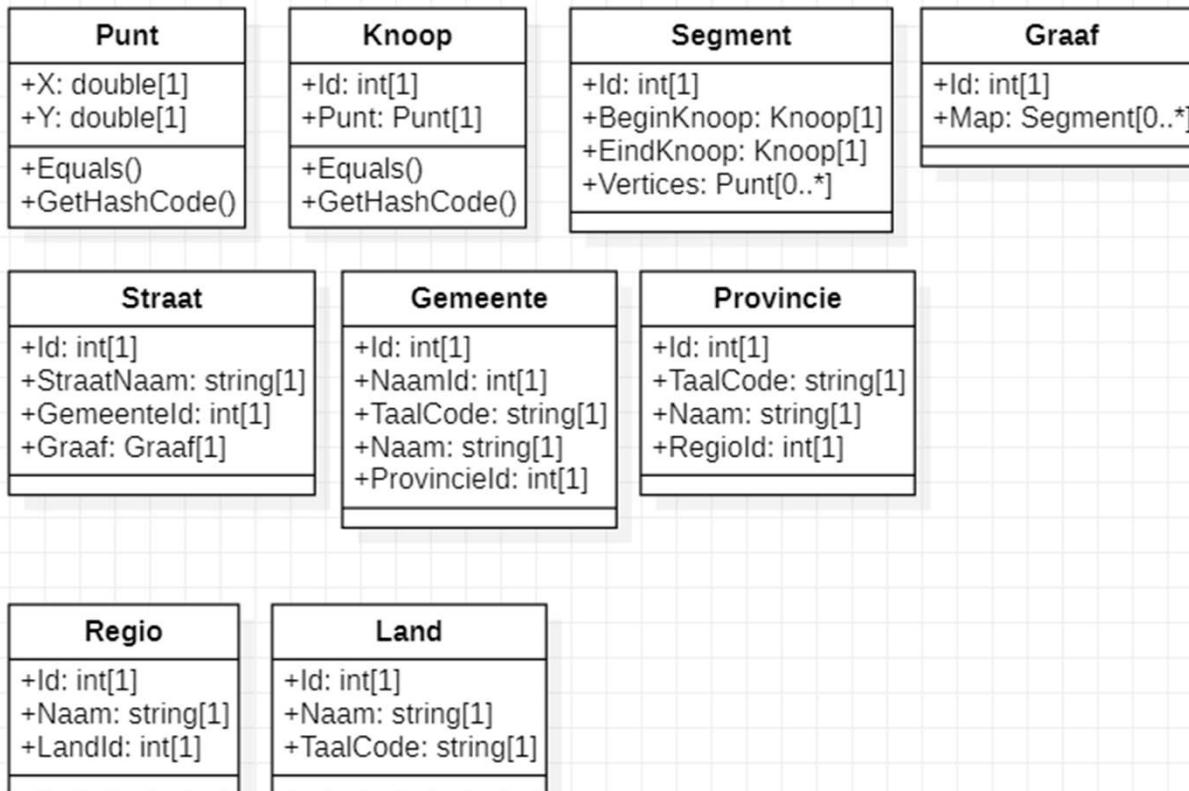 Punt
+X: double[1]
+Y: double[1]
+Equals()
+GetHashCode()
Knoop
+Id: int[1]
+Punt: Punt[1]
+Equals()
+GetHashCode()
Segment
+Id: int[1]
+BeginKnoop: Knoop[1]
+EindKnoop: Knoop[1]
+Vertices: Punt[0..*]
Graaf
+Id: int[1]
+Map: Segment[0..*]
Straat
+Id: int[1]
+StraatNaam: string[1]
+GemeenteId: int[1]
+Graaf: Graaf[1]
Gemeente
+Id: int[1]
+NaamId: int[1]
+TaalCode: string[1]
+Naam: string[1]
+ProvincieId: int[1]
Provincie
+Id: int[1]
+TaalCode: string[1]
+Naam: string[1]
+RegioId: int[1]
Regio
+Id: int[1]
+Naam: string[1]
+LandId: int[1]
Land
+Id: int[1]
+Naam: string[1]
+TaalCode: string[1]